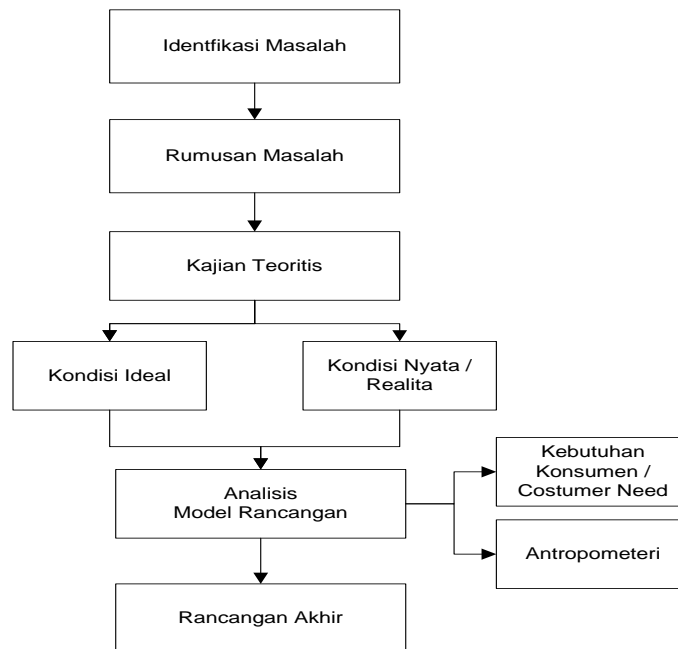 Identfikasi Masalah
Rumusan Masalah
Kajian Teoritis
Kondisi Ideal
Kondisi Nyata /
Realita
Analisis
Model Rancangan
Kebutuhan
Konsumen /
Costumer Need
Antropometeri
Rancangan Akhir